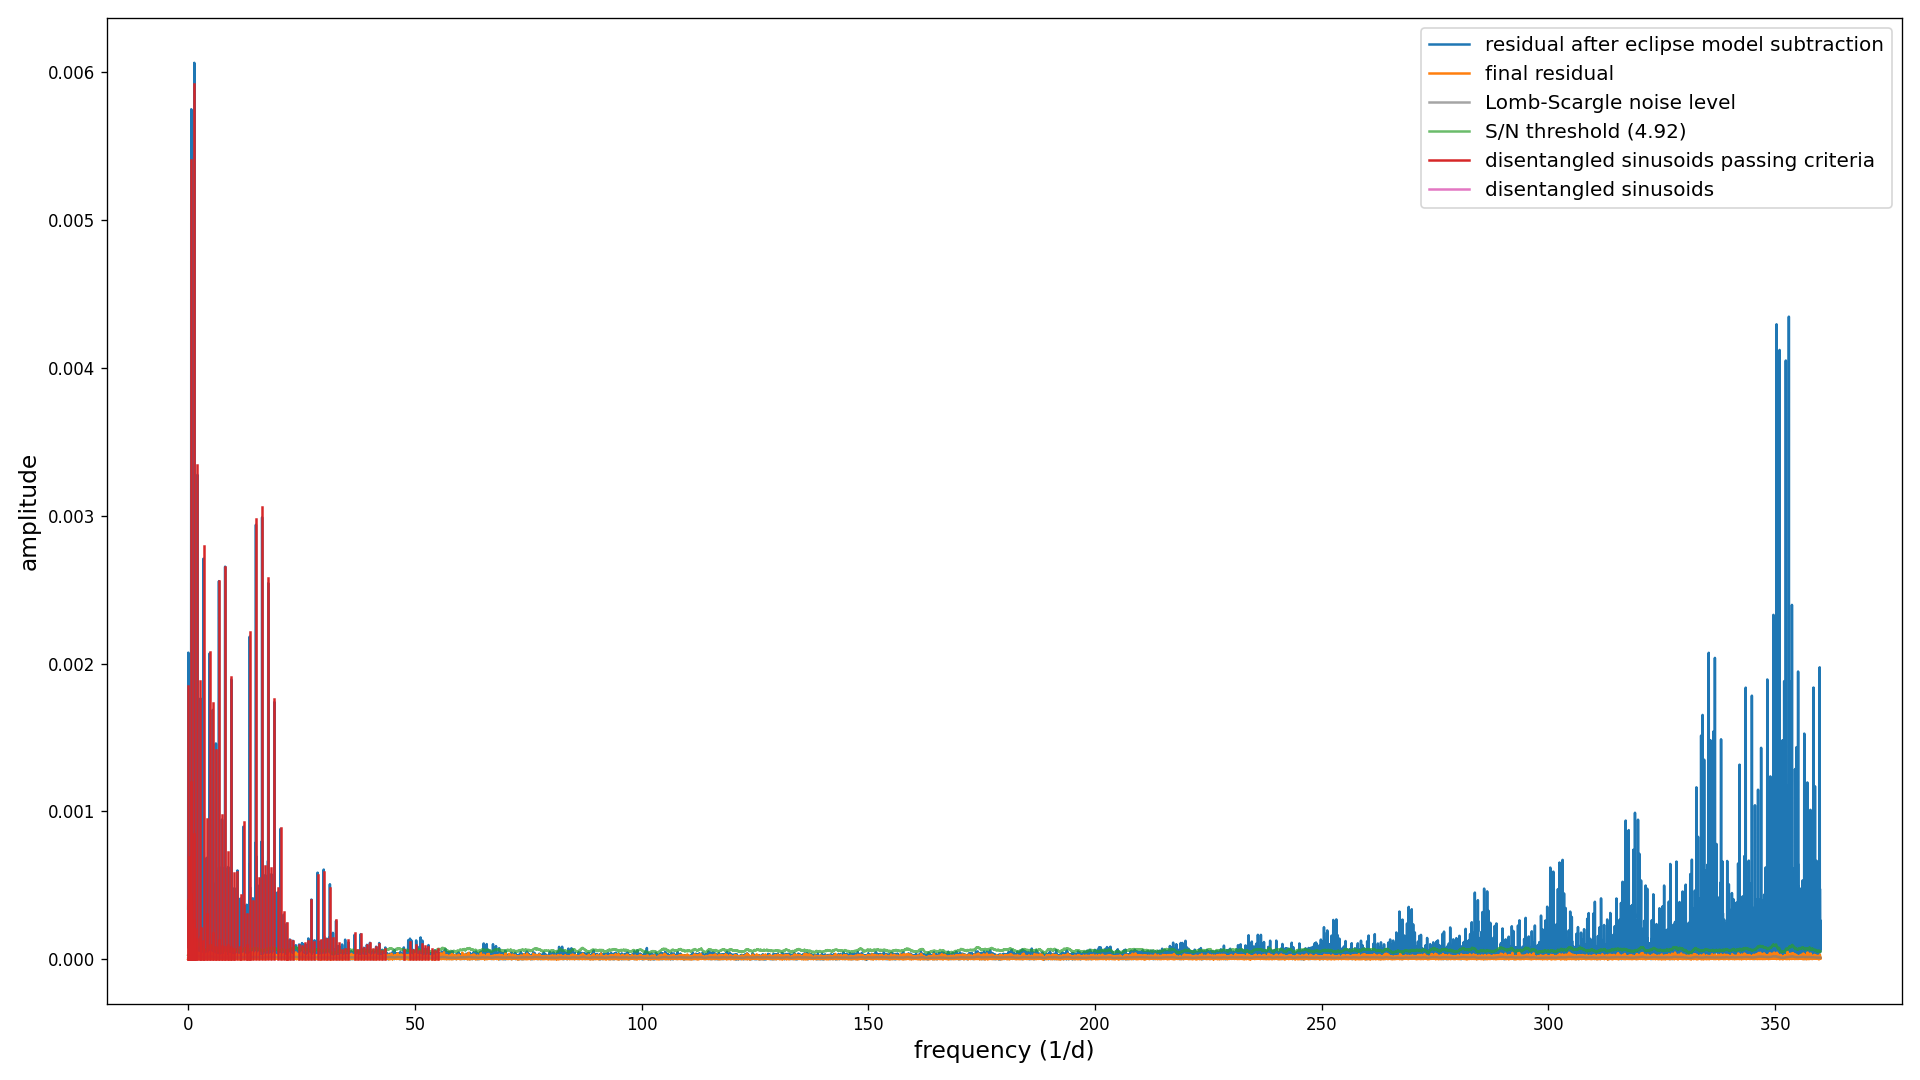 residual after eclipse model subtraction
final residual
Lomb-Scargle noise level
S/N threshold (4.92)
disentangled sinusoids passing criteria
disentangled sinusoids
amplitude
0.006
0.005
0.004
0.003
0.002
0.001
0.000
0 50 100 150 200 250 300 350
frequency (1/d)